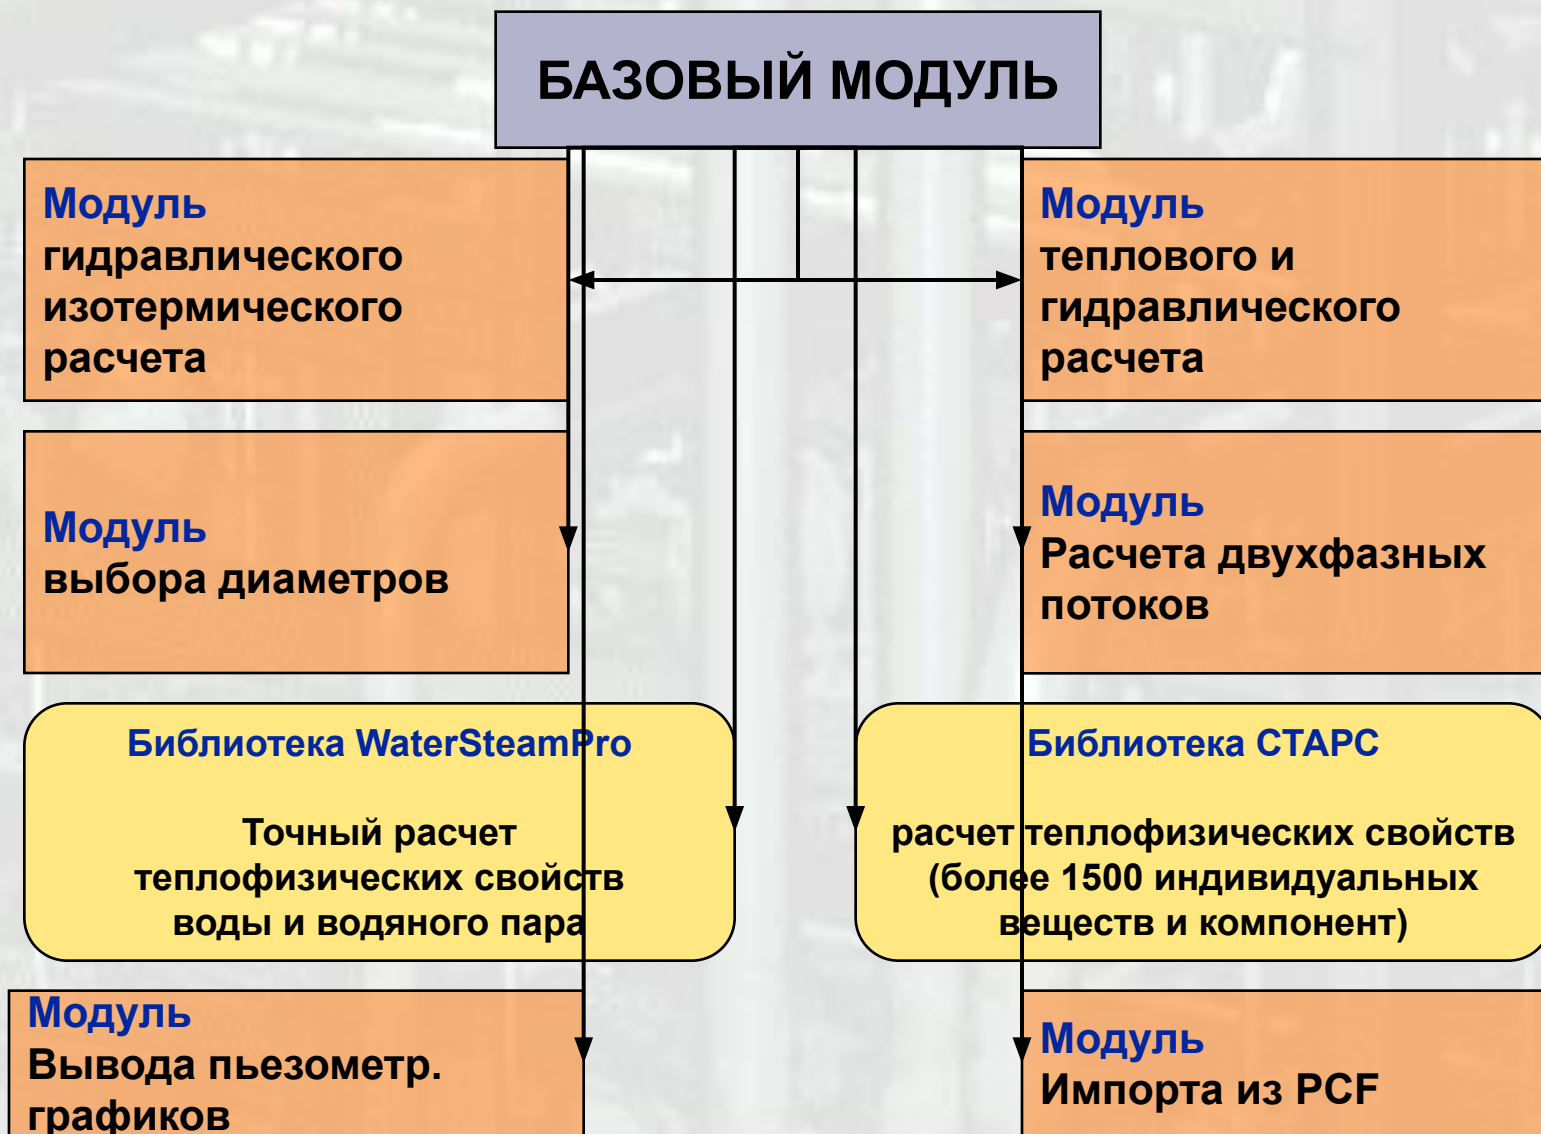 БАЗОВЫЙ МОДУЛЬ
Модуль
гидравлического
изотермического
расчета
Модуль
теплового и
гидравлического
расчета
Модуль
выбора диаметров
Модуль
Расчета двухфазных
потоков
Библиотека WaterSteamPro
Точный расчет
теплофизических свойств
воды и водяного пара
Библиотека СТАРС
расчет теплофизических свойств
(более 1500 индивидуальных
веществ и компонент)
Модуль
Вывода пьезометр.
графиков
Модуль
Импорта из PCF